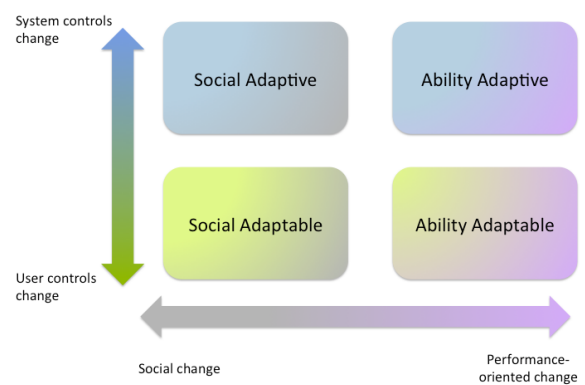 System controls
change
Social Adaptive
Ability Adaptive
Social Adaptable
Ability Adaptable
User controls
change
Social change
Performance-
oriented change